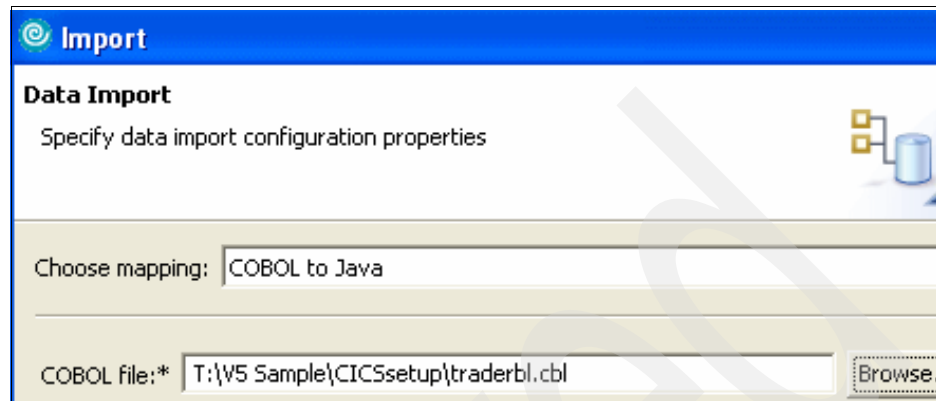 Import
Data Import
Specify data import configuration properties
Choose mapping: COBOL to Java
COBOL file:* T:\V5 Sample\CICSsetup\traderbl.cbl Browse.